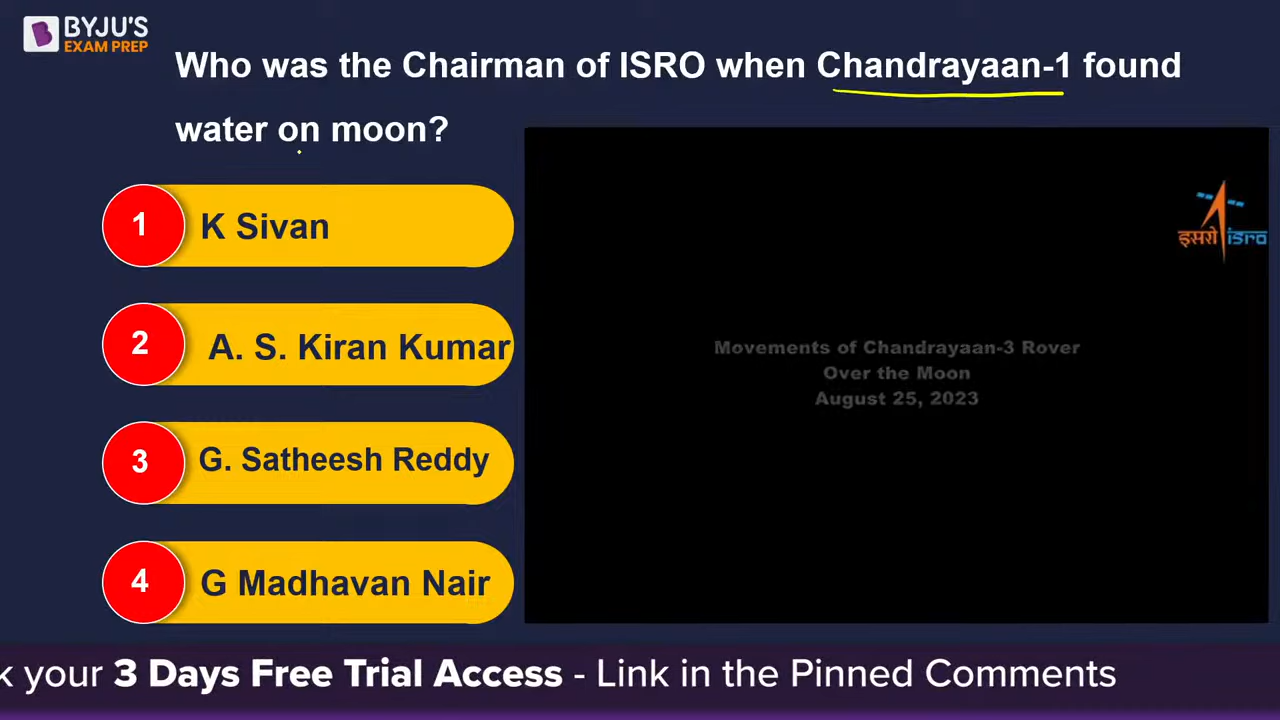 BYJU'S
EXAM PREP
Who was the Chairman of ISRO when Chandrayaan-1 found
water on moon?
1 K Sivan
2 A. S. Kiran Kumar
3 G. Satheesh Reddy
4 G Madhavan Nair
इसरो isro
Movements of Chandrayaan-3 Rover
Over the Moon
August 25, 2023
k your 3 Days Free Trial Access - Link in the Pinned Comments